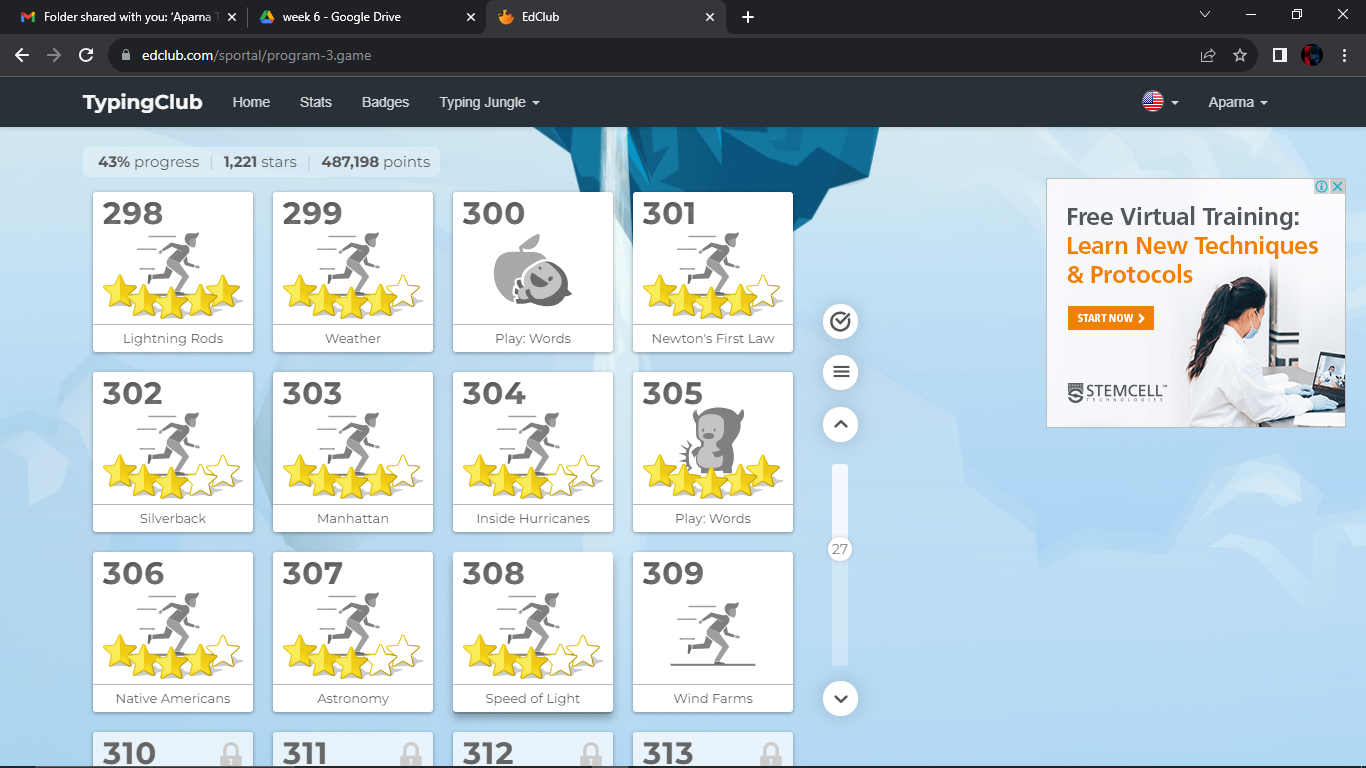 Folder shared with you: 'Aparna T
week 6 - Google Drive
EdClub
edclub.com/sportal/program-3.game
TypingClub
Home
Stats
Badges
Typing Jungle
Aparna
43% progress | 1,221 stars | 487,198 points
298
299
300
301
Lightning Rods
Weather
Play: Words
Newton's First Law
302
303
304
305
Silverback
Manhattan
Inside Hurricanes
Play: Words
306
307
308
309
Native Americans
Astronomy
Speed of Light
Wind Farms
310
311
312
313
27
Free Virtual Training:
Learn New Techniques
& Protocols
START NOW
STEMCELL™
TECHNOLOGIES